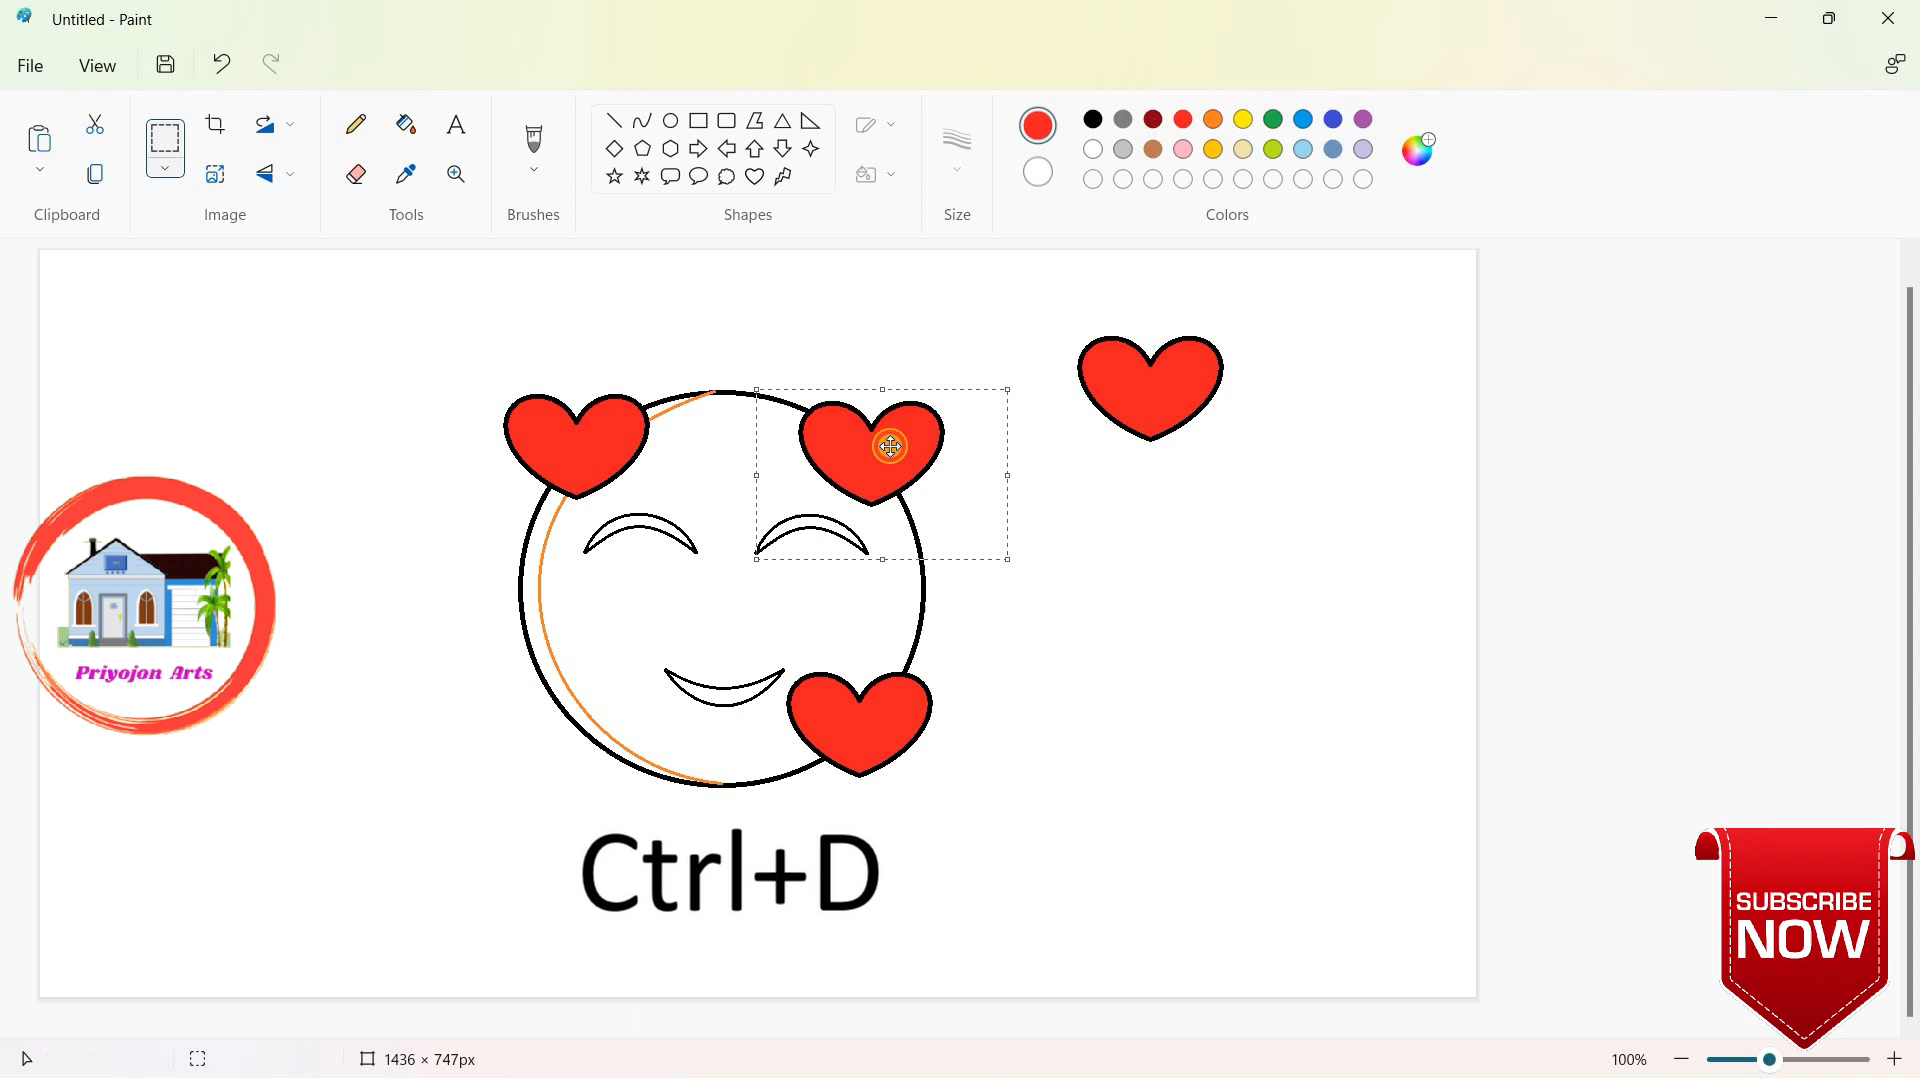 Untitled - Paint
File
View
Clipboard
Image
Tools
Brushes
Shapes
Size
Colors
Priyojon Arts
Ctrl+D
SUBSCRIBE
NOW
1436 × 747px
100%